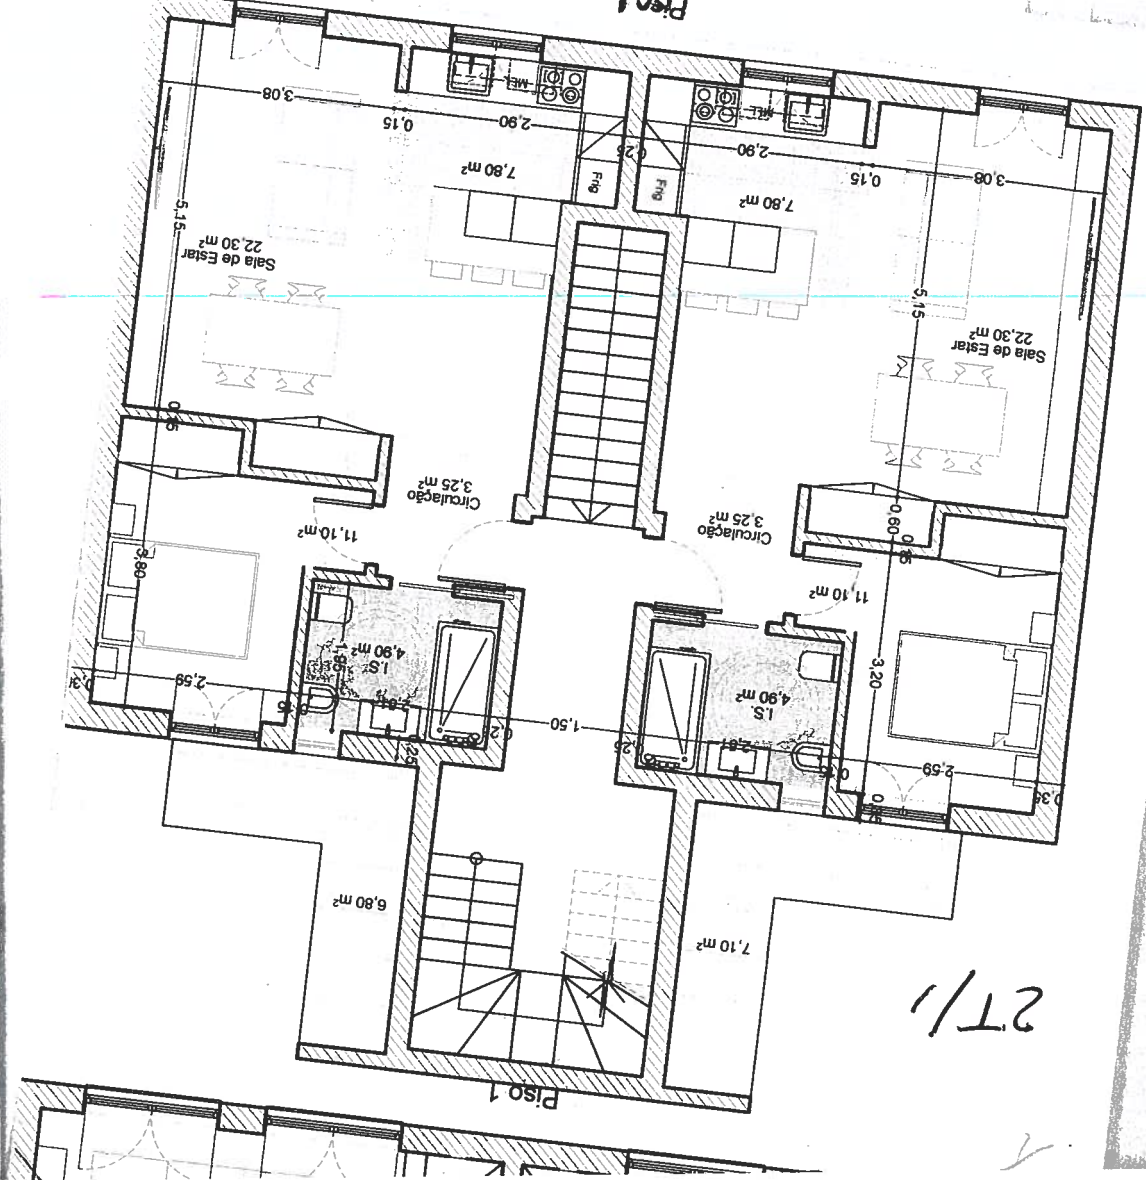 Piso 1
3,08
0,15
2,90
MEL
7,80 m²
Frig
0,25
Frig
MEL
2,90
0,15
3,08
7,80 m²
5,15
Sala de Estar
22,30 m²
5,15
Sala de Estar
22,30 m²
Circulação
3,25 m²
Circulação
3,25 m²
0,60
11,10 m²
11,10 m²
3,80
I.S
4,90 m²
I.S.
4,90 m²
3,20
2,59
1,50
2,81
2,59
6,80 m²
7,10 m²
2T/1
Piso 1